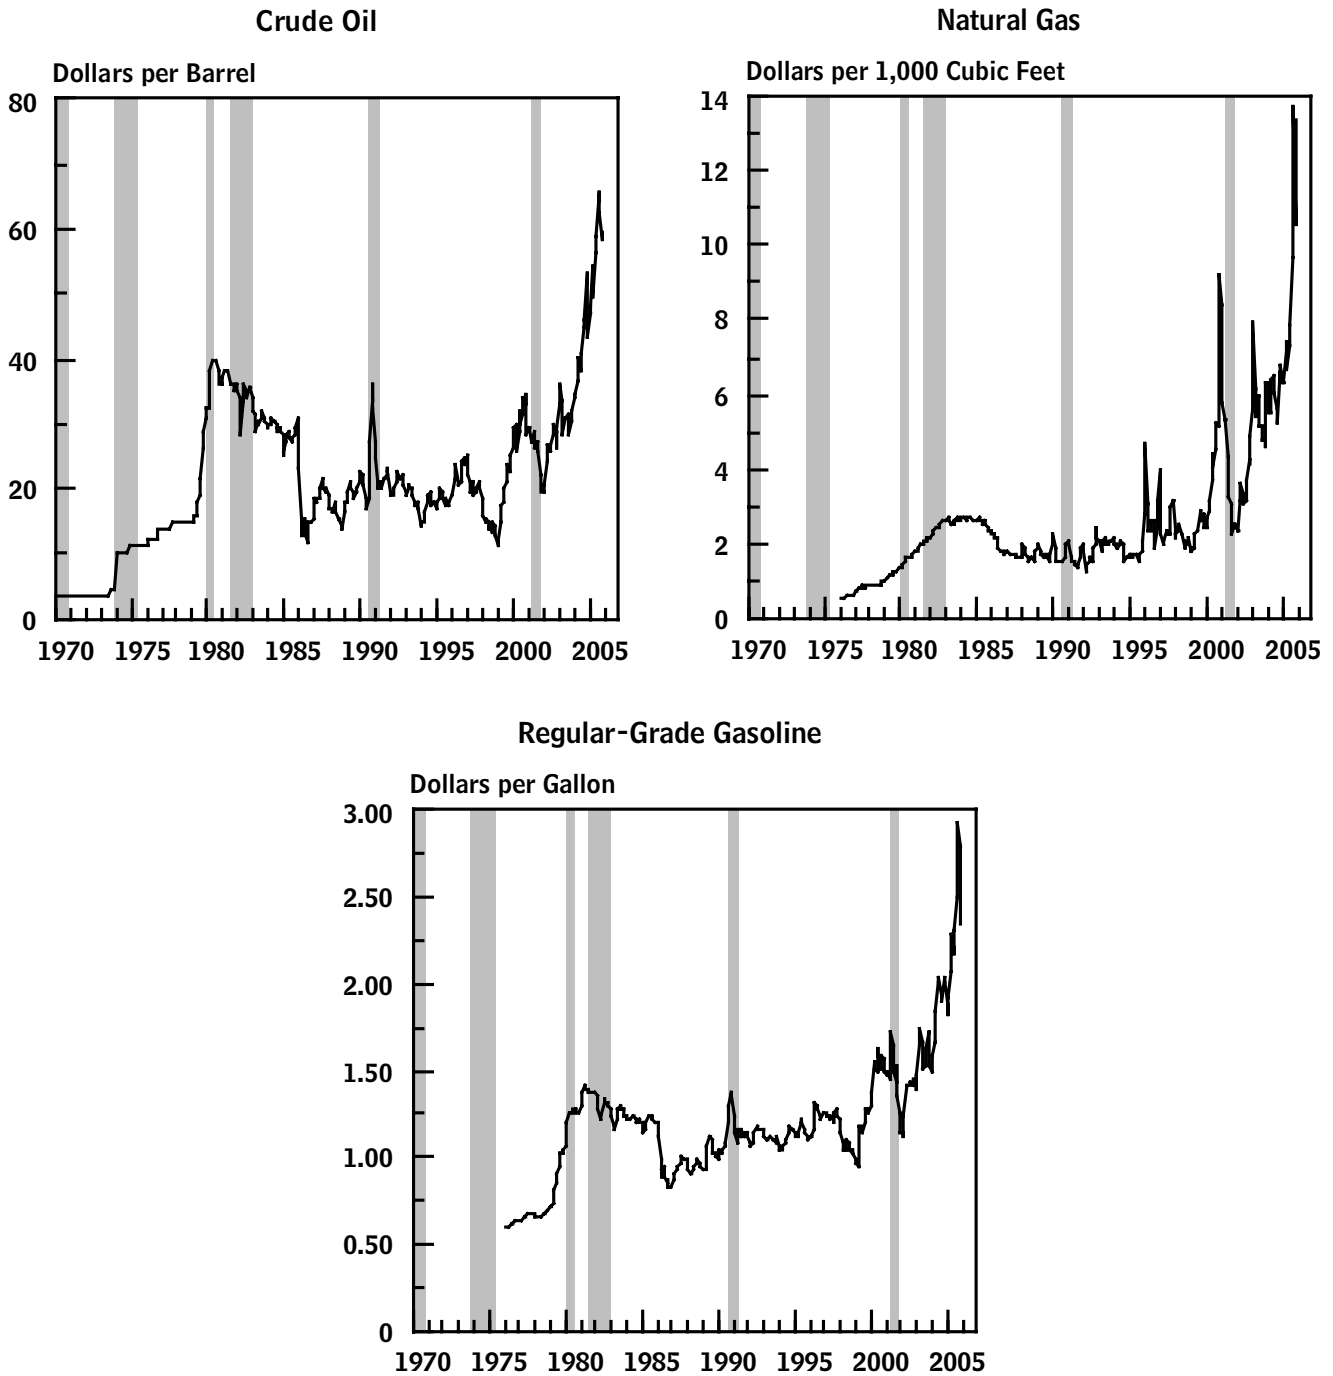 Crude Oil
Dollars per Barrel
80
60
40
20
0
1970 1975 1980 1985 1990 1995 2000 2005
Natural Gas
Dollars per 1,000 Cubic Feet
14
12
10
8
6
4
2
0
1970 1975 1980 1985 1990 1995 2000 2005
Regular-Grade Gasoline
Dollars per Gallon
3.00
2.50
2.00
1.50
1.00
0.50
0
1970 1975 1980 1985 1990 1995 2000 2005